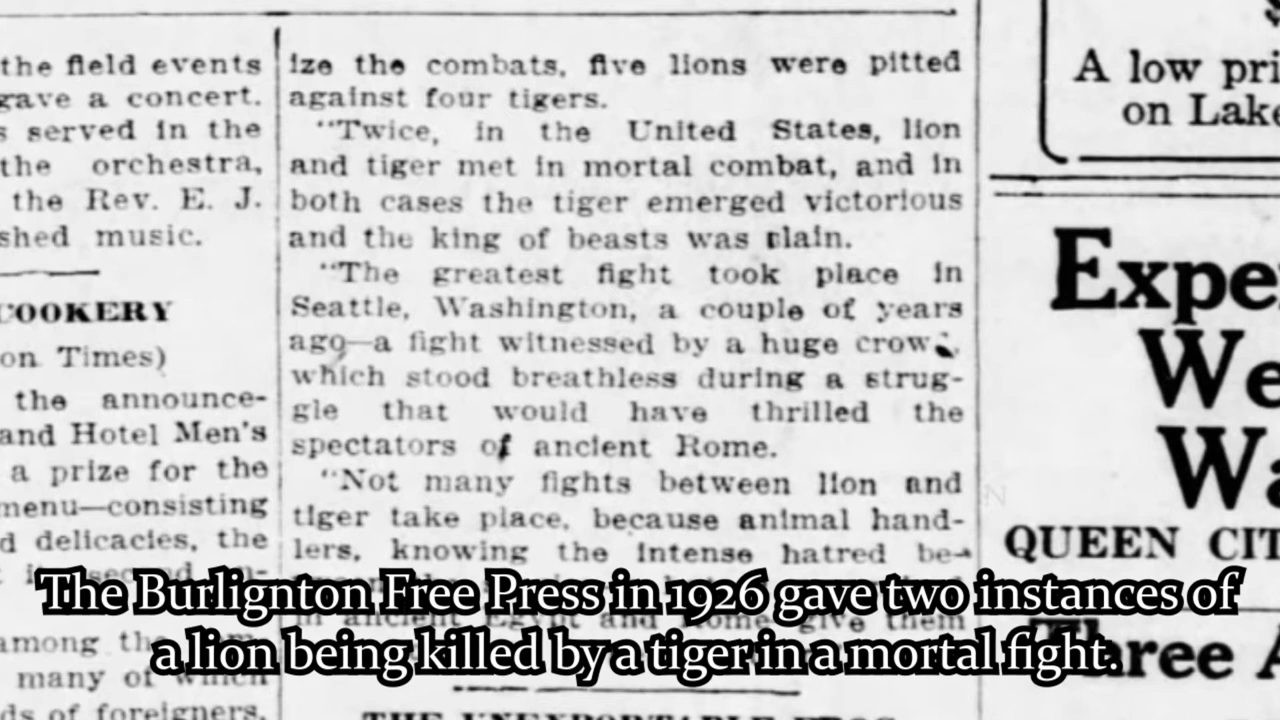 the field events
gave a concert.
s served in the
the orchestra,
the Rev. E. J.
shed music.
COOKERY
on Times)
the announce-
and Hotel Men's
a prize for the
menu—consisting
d delicacies, the
among the
many of which
ds of foreigners,
ize the combats, five lions were pitted
against four tigers.
"Twice, in the United States, lion
and tiger met in mortal combat, and in
both cases the tiger emerged victorious
and the king of beasts was slain.
"The greatest fight took place in
Seattle, Washington, a couple of years
ago—a fight witnessed by a huge crowd,
which stood breathless during a strug-
gle that would have thrilled the
spectators of ancient Rome.
"Not many fights between lion and
tiger take place, because animal hand-
lers, knowing the intense hatred be-
in ancient Egypt and Rome give them
A low pri
on Lake
Expe
We
Wa
QUEEN CIT
Three A
The Burlignton Free Press in 1926 gave two instances of
a lion being killed by a tiger in a mortal fight.